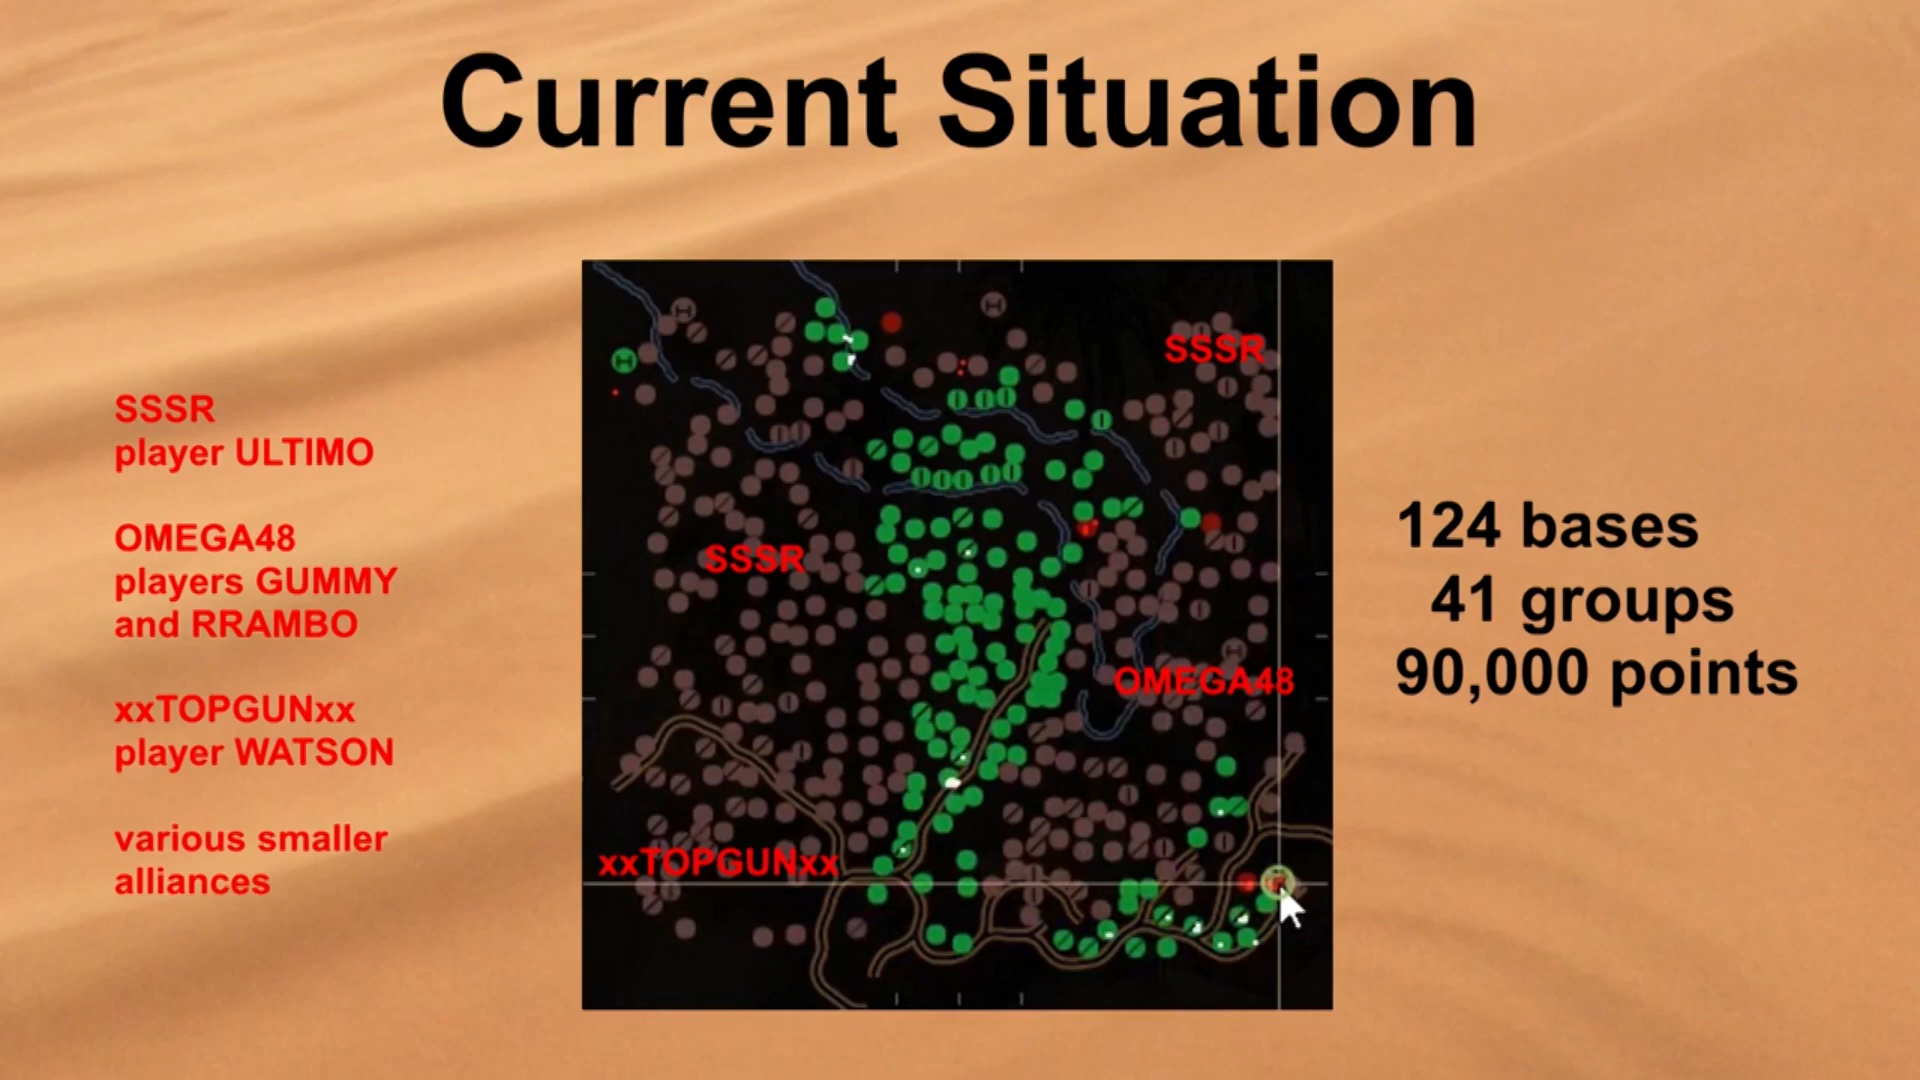 Current Situation
SSSR
player ULTIMO
OMEGA48
players GUMMY
and RRAMBO
xxTOPGUNxx
player WATSON
various smaller
alliances
SSSR
SSSR
OMEGA48
xxTOPGUNxx
124 bases
41 groups
90,000 points